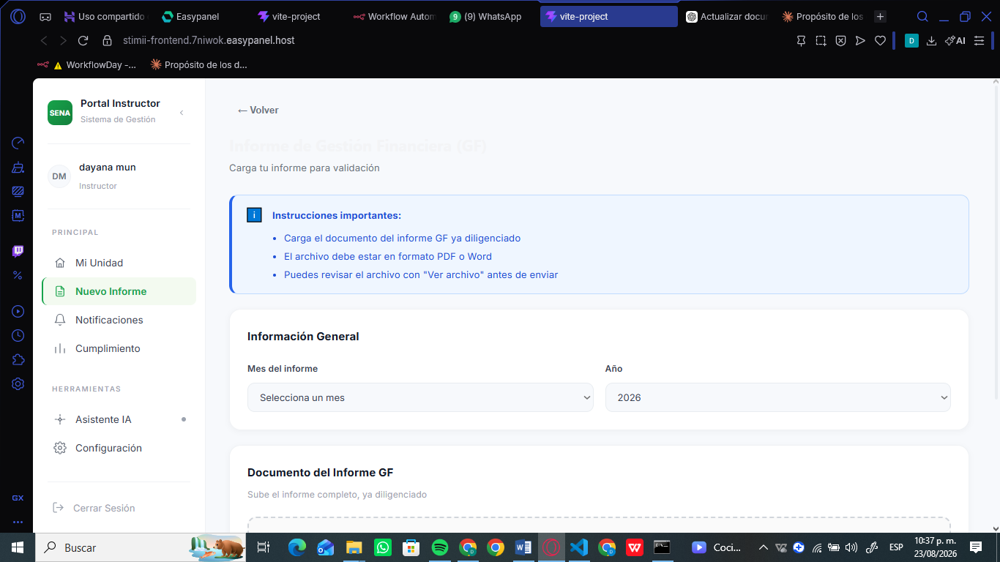 Uso compartido
Easypanel
vite-project
Workflow Autom
9 (9) WhatsApp
vite-project
Actualizar docum
Propósito de los
stimii-frontend.7niwok.easypanel.host
D
AI
WorkflowDay -...
Propósito de los d...
SENA
Portal Instructor
Sistema de Gestión
DM
dayana mun
Instructor
PRINCIPAL
Mi Unidad
Nuevo Informe
Notificaciones
Cumplimiento
HERRAMIENTAS
Asistente IA
Configuración
Cerrar Sesión
GX
← Volver
Informe de Gestión Financiera (GF)
Carga tu informe para validación
i Instrucciones importantes:
• Carga el documento del informe GF ya diligenciado
• El archivo debe estar en formato PDF o Word
• Puedes revisar el archivo con "Ver archivo" antes de enviar
Información General
Mes del informe
Selecciona un mes
Año
2026
Documento del Informe GF
Sube el informe completo, ya diligenciado
Buscar
Coci...
ESP
10:37 p. m.
23/08/2026